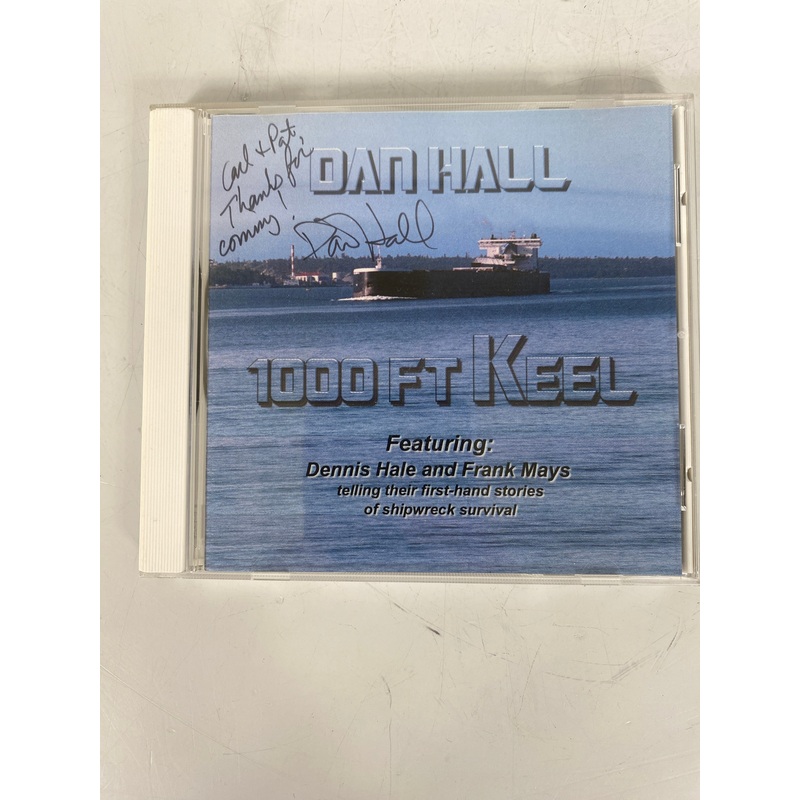 Carl + Pat,
Thanks for
coming!
Dan Hall
DAN HALL
1000 FT KEEL
Featuring:
Dennis Hale and Frank Mays
telling their first-hand stories
of shipwreck survival